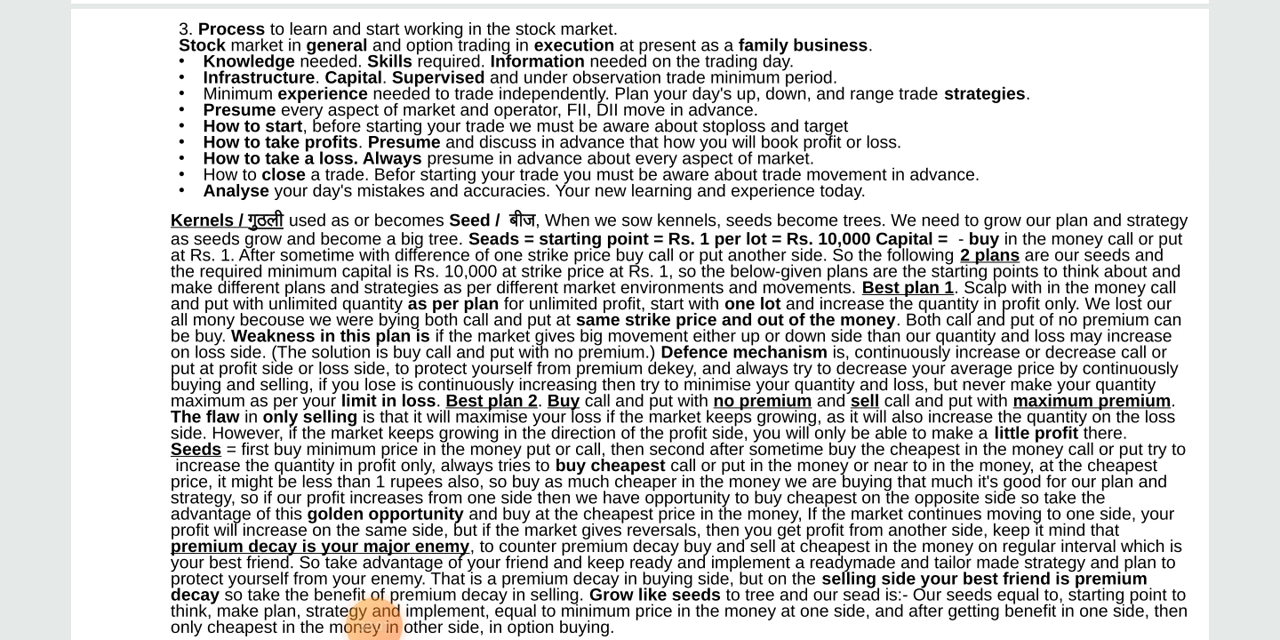 3. Process to learn and start working in the stock market.
Stock market in general and option trading in execution at present as a family business.
• Knowledge needed. Skills required. Information needed on the trading day.
• Infrastructure. Capital. Supervised and under observation trade minimum period.
• Minimum experience needed to trade independently. Plan your day's up, down, and range trade strategies.
• Presume every aspect of market and operator, FII, DII move in advance.
• How to start, before starting your trade we must be aware about stoploss and target
• How to take profits. Presume and discuss in advance that how you will book profit or loss.
• How to take a loss. Always presume in advance about every aspect of market.
• How to close a trade. Befor starting your trade you must be aware about trade movement in advance.
• Analyse your day's mistakes and accuracies. Your new learning and experience today.
Kernels / गुठली used as or becomes Seed / बीज, When we sow kennels, seeds become trees. We need to grow our plan and strategy
as seeds grow and become a big tree. Seads = starting point = Rs. 1 per lot = Rs. 10,000 Capital = - buy in the money call or put
at Rs. 1. After sometime with difference of one strike price buy call or put another side. So the following 2 plans are our seeds and
the required minimum capital is Rs. 10,000 at strike price at Rs. 1, so the below-given plans are the starting points to think about and
make different plans and strategies as per different market environments and movements. Best plan 1. Scalp with in the money call
and put with unlimited quantity as per plan for unlimited profit, start with one lot and increase the quantity in profit only. We lost our
all mony becouse we were bying both call and put at same strike price and out of the money. Both call and put of no premium can
be buy. Weakness in this plan is if the market gives big movement either up or down side than our quantity and loss may increase
on loss side. (The solution is buy call and put with no premium.) Defence mechanism is, continuously increase or decrease call or
put at profit side or loss side, to protect yourself from premium dekey, and always try to decrease your average price by continuously
buying and selling, if you lose is continuously increasing then try to minimise your quantity and loss, but never make your quantity
maximum as per your limit in loss. Best plan 2. Buy call and put with no premium and sell call and put with maximum premium.
The flaw in only selling is that it will maximise your loss if the market keeps growing, as it will also increase the quantity on the loss
side. However, if the market keeps growing in the direction of the profit side, you will only be able to make a little profit there.
Seeds = first buy minimum price in the money put or call, then second after sometime buy the cheapest in the money call or put try to
increase the quantity in profit only, always tries to buy cheapest call or put in the money or near to in the money, at the cheapest
price, it might be less than 1 rupees also, so buy as much cheaper in the money we are buying that much it's good for our plan and
strategy, so if our profit increases from one side then we have opportunity to buy cheapest on the opposite side so take the
advantage of this golden opportunity and buy at the cheapest price in the money, If the market continues moving to one side, your
profit will increase on the same side, but if the market gives reversals, then you get profit from another side, keep it mind that
premium decay is your major enemy, to counter premium decay buy and sell at cheapest in the money on regular interval which is
your best friend. So take advantage of your friend and keep ready and implement a readymade and tailor made strategy and plan to
protect yourself from your enemy. That is a premium decay in buying side, but on the selling side your best friend is premium
decay so take the benefit of premium decay in selling. Grow like seeds to tree and our sead is:- Our seeds equal to, starting point to
think, make plan, strategy and implement, equal to minimum price in the money at one side, and after getting benefit in one side, then
only cheapest in the money in other side, in option buying.